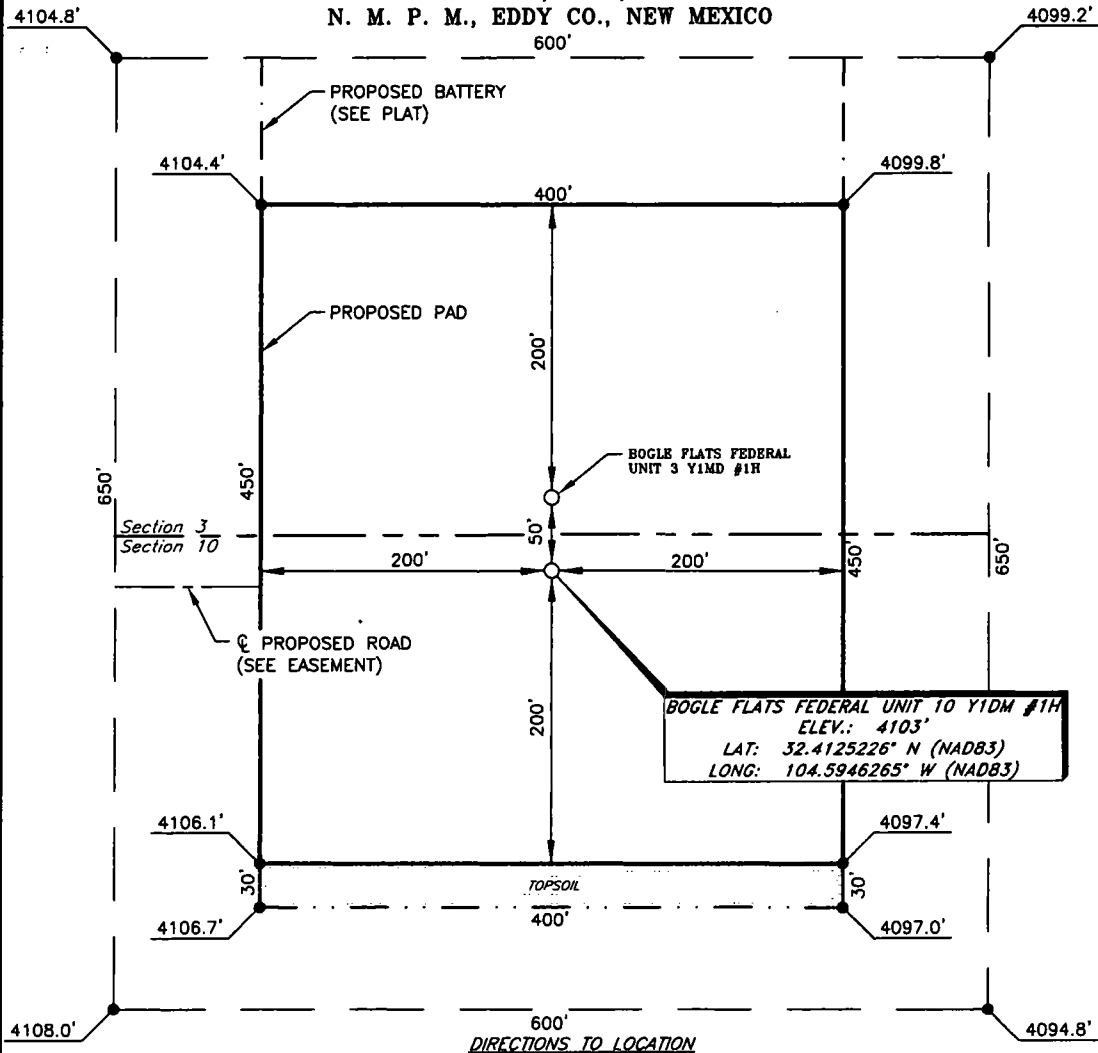 N. M. P. M., EDDY CO., NEW MEXICO
4104.8'
4099.2'
600'
PROPOSED BATTERY
(SEE PLAT)
4104.4'
4099.8'
400'
PROPOSED PAD
200'
BOGLE FLATS FEDERAL
UNIT 3 Y1MD #1H
650'
450'
Section 3
Section 10
50'
200'
200'
450'
650'
℄ PROPOSED ROAD
(SEE EASEMENT)
200'
BOGLE FLATS FEDERAL UNIT 10 Y1DM #1H
ELEV.: 4103'
LAT: 32.4125226° N (NAD83)
LONG: 104.5946265° W (NAD83)
4106.1'
4097.4'
30'
TOPSOIL
30'
4106.7'
400'
4097.0'
4108.0'
600'
4094.8'
DIRECTIONS TO LOCATION